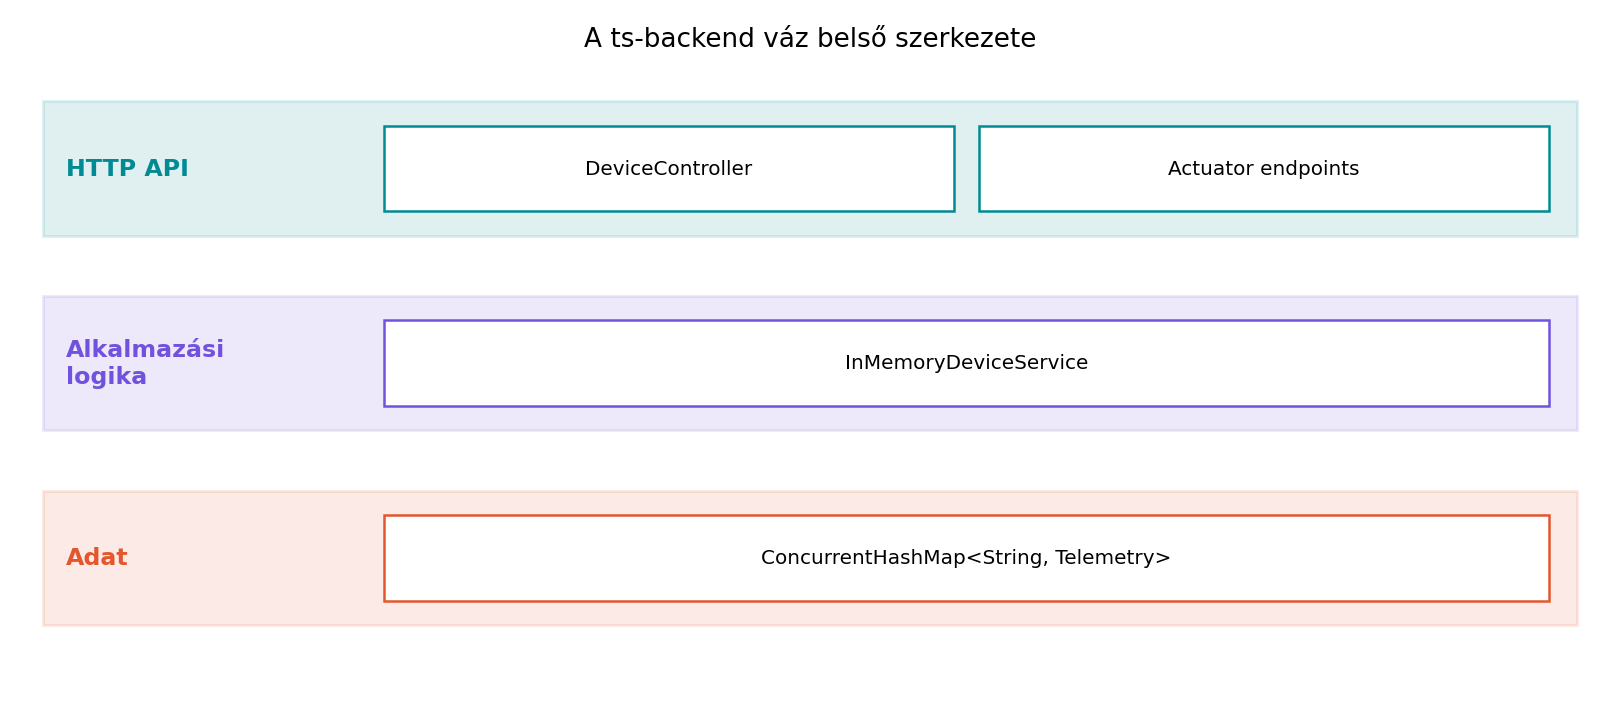 A ts-backend váz belső szerkezete
HTTP API
DeviceController
Actuator endpoints
Alkalmazási
logika
InMemoryDeviceService
Adat
ConcurrentHashMap<String, Telemetry>